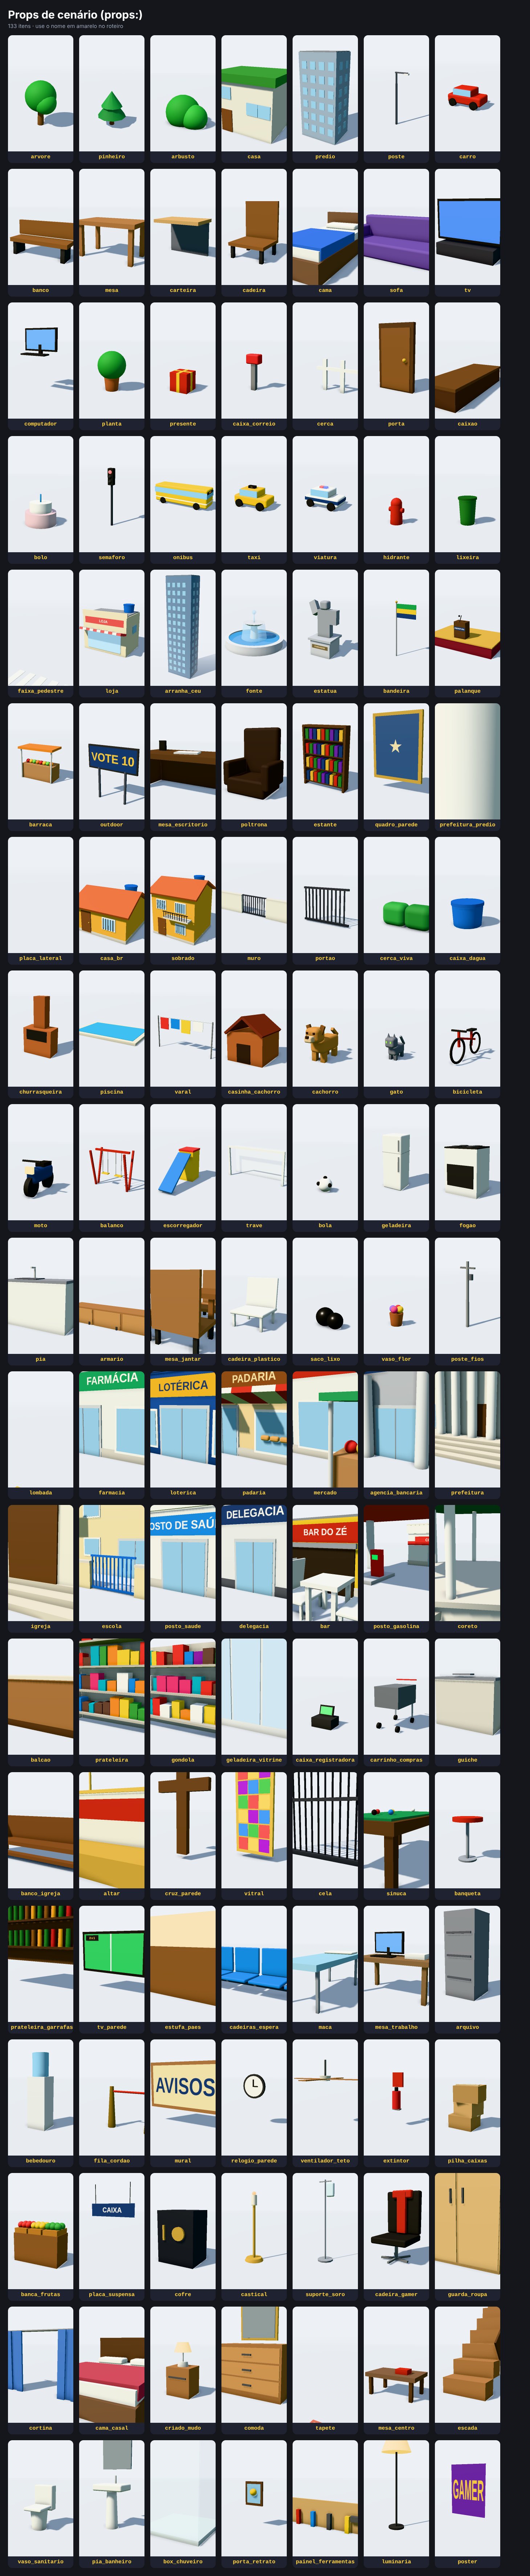 Props de cenário (props:)
133 itens · use o nome em amarelo no roteiro
arvore pinheiro arbusto casa predio poste carro
banco mesa carteira cadeira cama sofa tv
computador planta presente caixa_correio cerca porta caixao
bolo semaforo onibus taxi viatura hidrante lixeira
LOJA
faixa_pedestre loja arranha_ceu fonte estatua bandeira palanque
VOTE 10
barraca outdoor mesa_escritorio poltrona estante quadro_parede prefeitura_predio
placa_lateral casa_br sobrado muro portao cerca_viva caixa_dagua
churrasqueira piscina varal casinha_cachorro cachorro gato bicicleta
moto balanco escorregador trave bola geladeira fogao
pia armario mesa_jantar cadeira_plastico saco_lixo vaso_flor poste_fios
FARMÁCIA LOTÉRICA PADARIA
lombada farmacia loterica padaria mercado agencia_bancaria prefeitura
OSTO DE SAÚ DELEGACIA BAR DO ZÉ
igreja escola posto_saude delegacia bar posto_gasolina coreto
balcao prateleira gondola geladeira_vitrine caixa_registradora carrinho_compras guiche
banco_igreja altar cruz_parede vitral cela sinuca banqueta
prateleira_garrafas tv_parede estufa_paes cadeiras_espera maca mesa_trabalho arquivo
AVISOS
bebedouro fila_cordao mural relogio_parede ventilador_teto extintor pilha_caixas
CAIXA
banca_frutas placa_suspensa cofre castical suporte_soro cadeira_gamer guarda_roupa
cortina cama_casal criado_mudo comoda tapete mesa_centro escada
GAMER
vaso_sanitario pia_banheiro box_chuveiro porta_retrato painel_ferramentas luminaria poster